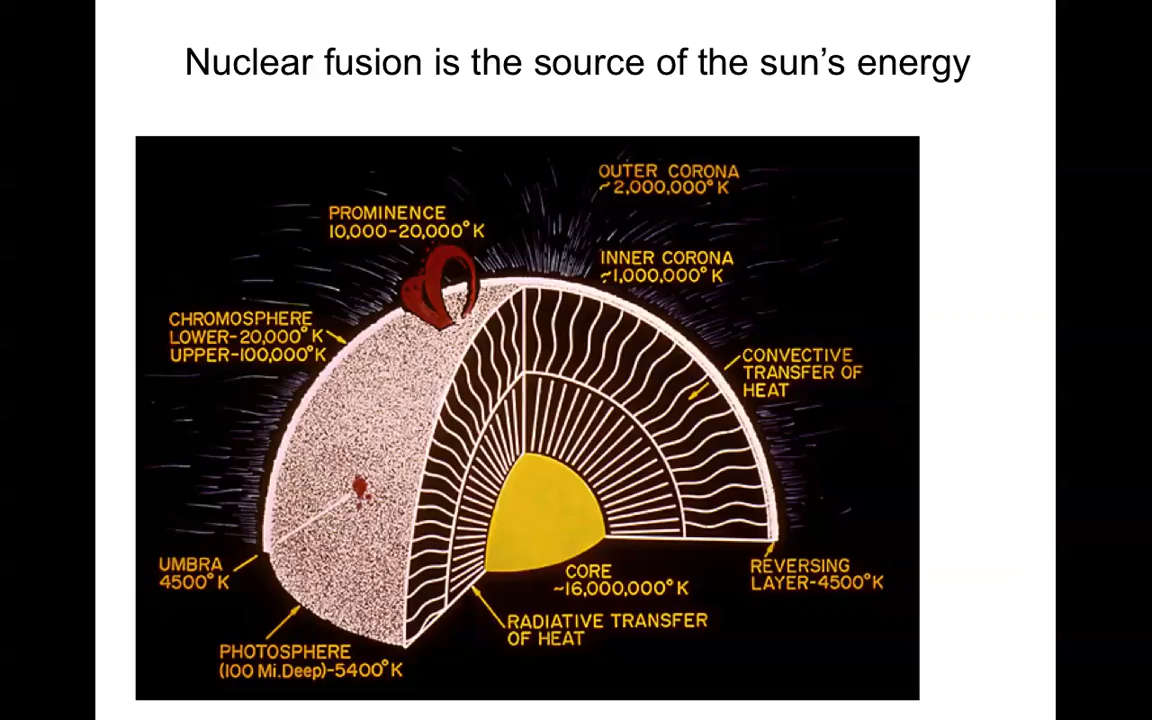 Nuclear fusion is the source of the sun's energy
OUTER CORONA
~2,000,000°K
PROMINENCE
10,000-20,000°K
INNER CORONA
~1,000,000°K
CHROMOSPHERE
LOWER-20,000°K
UPPER-100,000°K
CONVECTIVE
TRANSFER OF
HEAT
UMBRA
4500°K
CORE
~16,000,000°K
REVERSING
LAYER-4500°K
RADIATIVE TRANSFER
OF HEAT
PHOTOSPHERE
(100 Mi.Deep)-5400°K